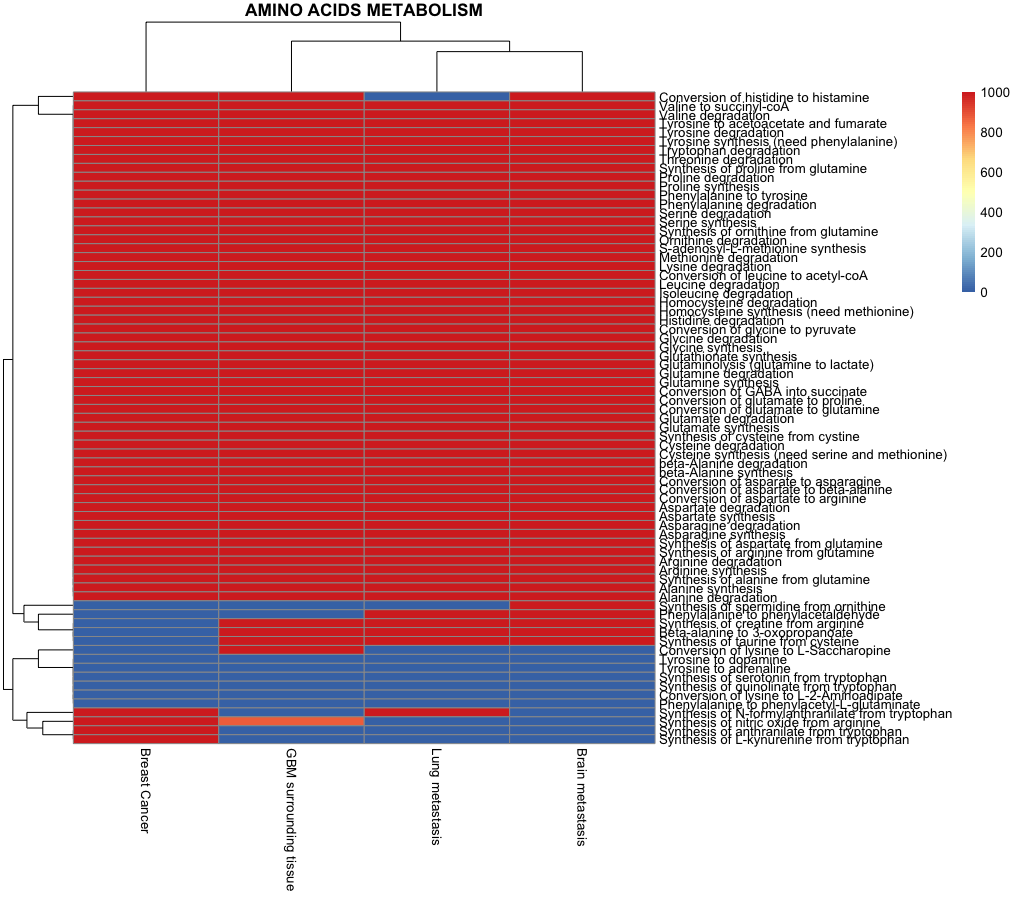 AMINO ACIDS METABOLISM
Conversion of histidine to histamine
Valine to succinyl-coA
Valine degradation
Tyrosine to acetoacetate and fumarate
Tyrosine degradation
Tyrosine synthesis (need phenylalanine)
Tryptophan degradation
Threonine degradation
Synthesis of proline from glutamine
Proline degradation
Proline synthesis
Phenylalanine to tyrosine
Phenylalanine degradation
Serine degradation
Serine synthesis
Synthesis of ornithine from glutamine
Ornithine degradation
S-adenosyl-L-methionine synthesis
Methionine degradation
Lysine degradation
Conversion of leucine to acetyl-coA
Leucine degradation
Isoleucine degradation
Homocysteine degradation
Homocysteine synthesis (need methionine)
Histidine degradation
Conversion of glycine to pyruvate
Glycine degradation
Glycine synthesis
Glutathionate synthesis
Glutaminolysis (glutamine to lactate)
Glutamine degradation
Glutamine synthesis
Conversion of GABA into succinate
Conversion of glutamate to proline
Conversion of glutamate to glutamine
Glutamate degradation
Glutamate synthesis
Synthesis of cysteine from cystine
Cysteine degradation
Cysteine synthesis (need serine and methionine)
beta-Alanine degradation
beta-Alanine synthesis
Conversion of asparate to asparagine
Conversion of aspartate to beta-alanine
Conversion of aspartate to arginine
Aspartate degradation
Aspartate synthesis
Asparagine degradation
Asparagine synthesis
Synthesis of aspartate from glutamine
Synthesis of arginine from glutamine
Arginine degradation
Arginine synthesis
Synthesis of alanine from glutamine
Alanine synthesis
Alanine degradation
Synthesis of spermidine from ornithine
Phenylalanine to phenylacetaldehyde
Synthesis of creatine from arginine
Beta-alanine to 3-oxopropanoate
Synthesis of taurine from cysteine
Conversion of lysine to L-Saccharopine
Tyrosine to dopamine
Tyrosine to adrenaline
Synthesis of serotonin from tryptophan
Synthesis of quinolinate from tryptophan
Conversion of lysine to L-2-Aminoadipate
Phenylalanine to phenylacetyl-L-glutaminate
Synthesis of N-formylanthranilate from tryptophan
Synthesis of nitric oxide from arginine
Synthesis of anthranilate from tryptophan
Synthesis of L-kynurenine from tryptophan
1000
800
600
400
200
0
Breast Cancer
GBM surrounding tissue
Lung metastasis
Brain metastasis